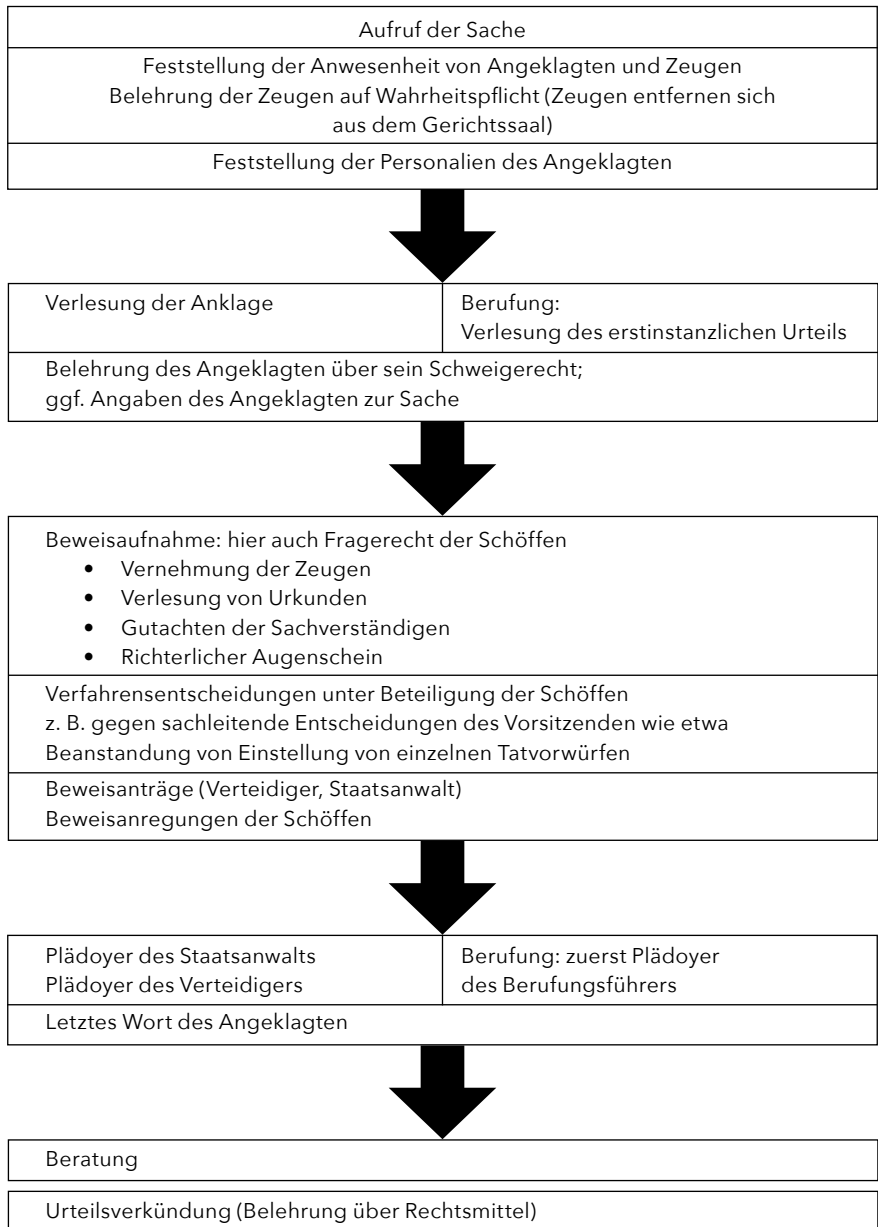 Aufruf der Sache
Feststellung der Anwesenheit von Angeklagten und Zeugen
Belehrung der Zeugen auf Wahrheitspflicht (Zeugen entfernen sich
aus dem Gerichtssaal)
Feststellung der Personalien des Angeklagten
Verlesung der Anklage
Berufung:
Verlesung des erstinstanzlichen Urteils
Belehrung des Angeklagten über sein Schweigerecht;
ggf. Angaben des Angeklagten zur Sache
Beweisaufnahme: hier auch Fragerecht der Schöffen
• Vernehmung der Zeugen
• Verlesung von Urkunden
• Gutachten der Sachverständigen
• Richterlicher Augenschein
Verfahrensentscheidungen unter Beteiligung der Schöffen
z. B. gegen sachleitende Entscheidungen des Vorsitzenden wie etwa
Beanstandung von Einstellung von einzelnen Tatvorwürfen
Beweisanträge (Verteidiger, Staatsanwalt)
Beweisanregungen der Schöffen
Plädoyer des Staatsanwalts
Plädoyer des Verteidigers
Berufung: zuerst Plädoyer
des Berufungsführers
Letztes Wort des Angeklagten
Beratung
Urteilsverkündung (Belehrung über Rechtsmittel)